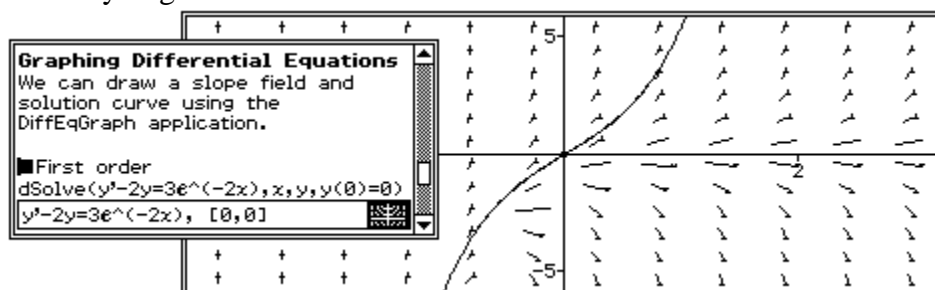 Graphing Differential Equations
We can draw a slope field and
solution curve using the
DiffEqGraph application.
■First order
dSolve(y'-2y=3e^(-2x),x,y,y(0)=0)
y'-2y=3e^(-2x), [0,0]
5
2
-5